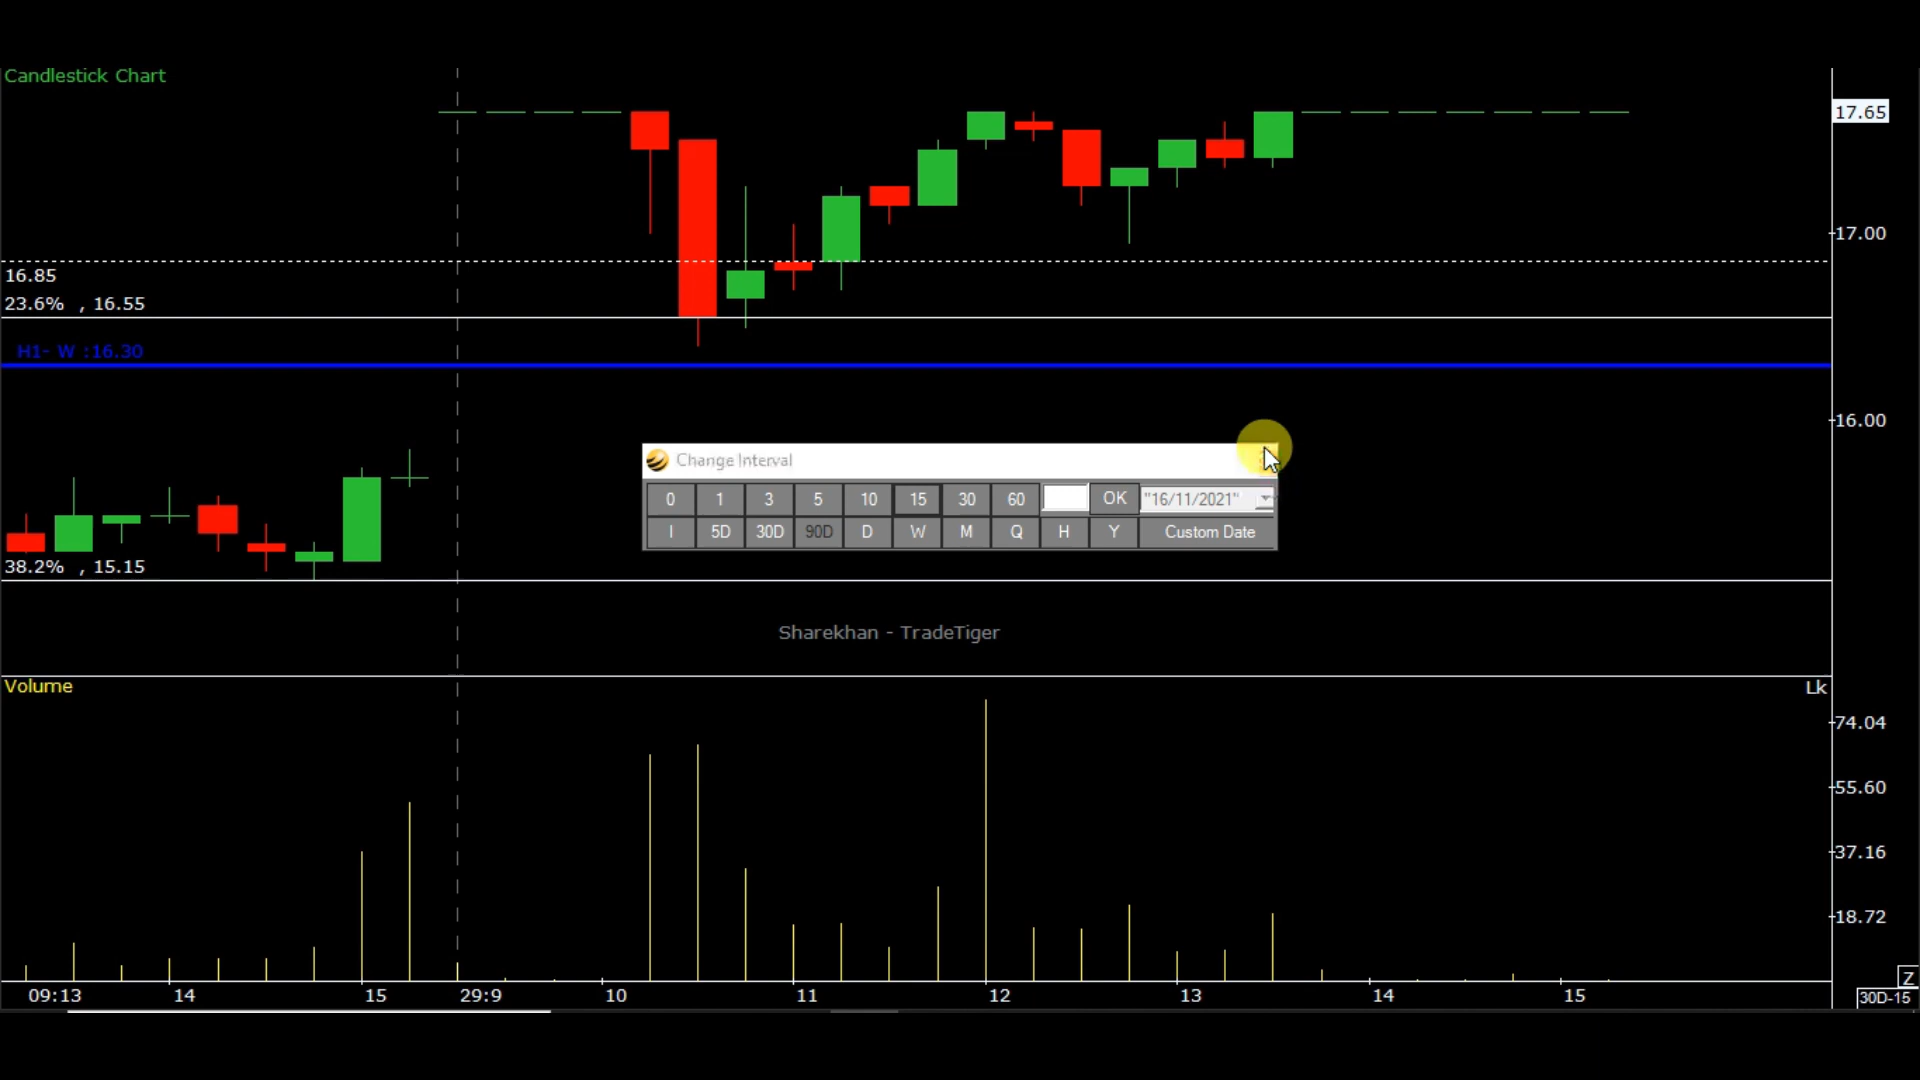 Candlestick Chart
17.65
17.00
16.85
23.6% , 16.55
H1- W :16.30
16.00
Change Interval
0 1 3 5 10 15 30 60 OK "16/11/2021"
I 5D 30D 90D D W M Q H Y Custom Date
38.2% , 15.15
Sharekhan - TradeTiger
Volume
Lk
74.04
55.60
37.16
18.72
Z
09:13 14 15 29:9 10 11 12 13 14 15
30D-15